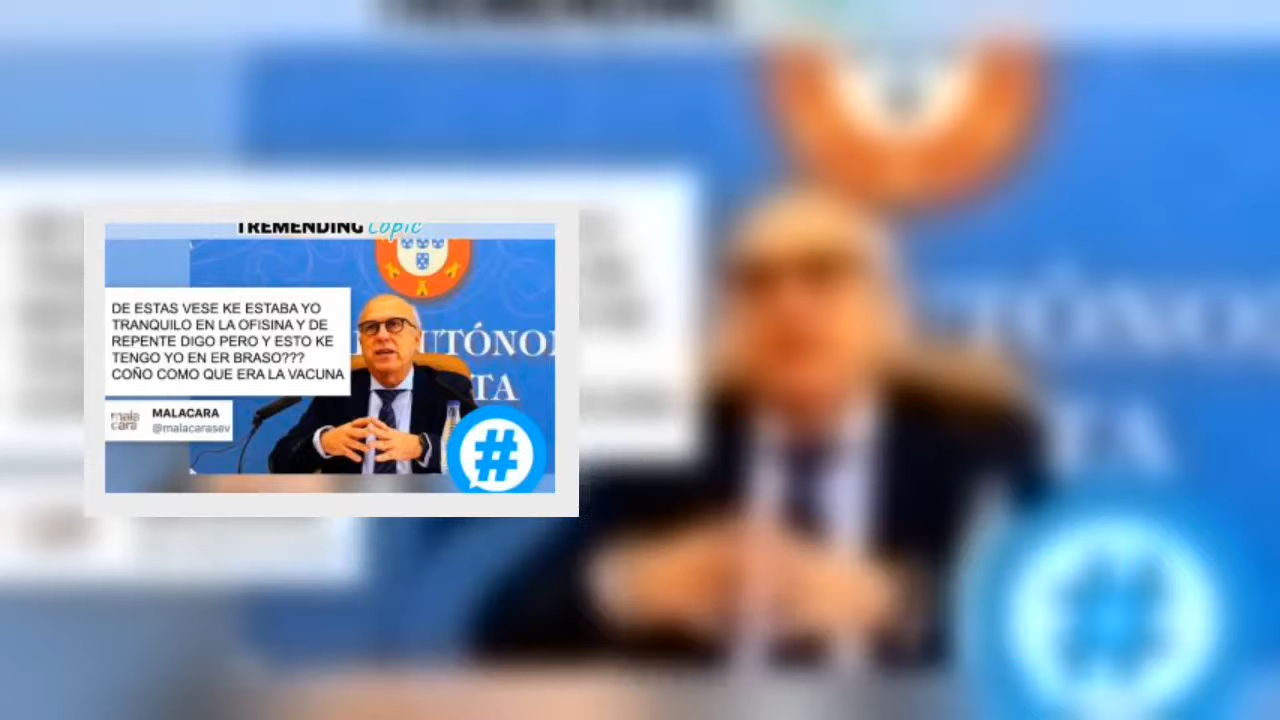 TREMENDING topic
DE ESTAS VESE KE ESTABA YO
TRANQUILO EN LA OFISINA Y DE
REPENTE DIGO PERO Y ESTO KE
TENGO YO EN ER BRASO???
COÑO COMO QUE ERA LA VACUNA
mala cara
MALACARA
@malacarasev
UTÓNO
TA
#